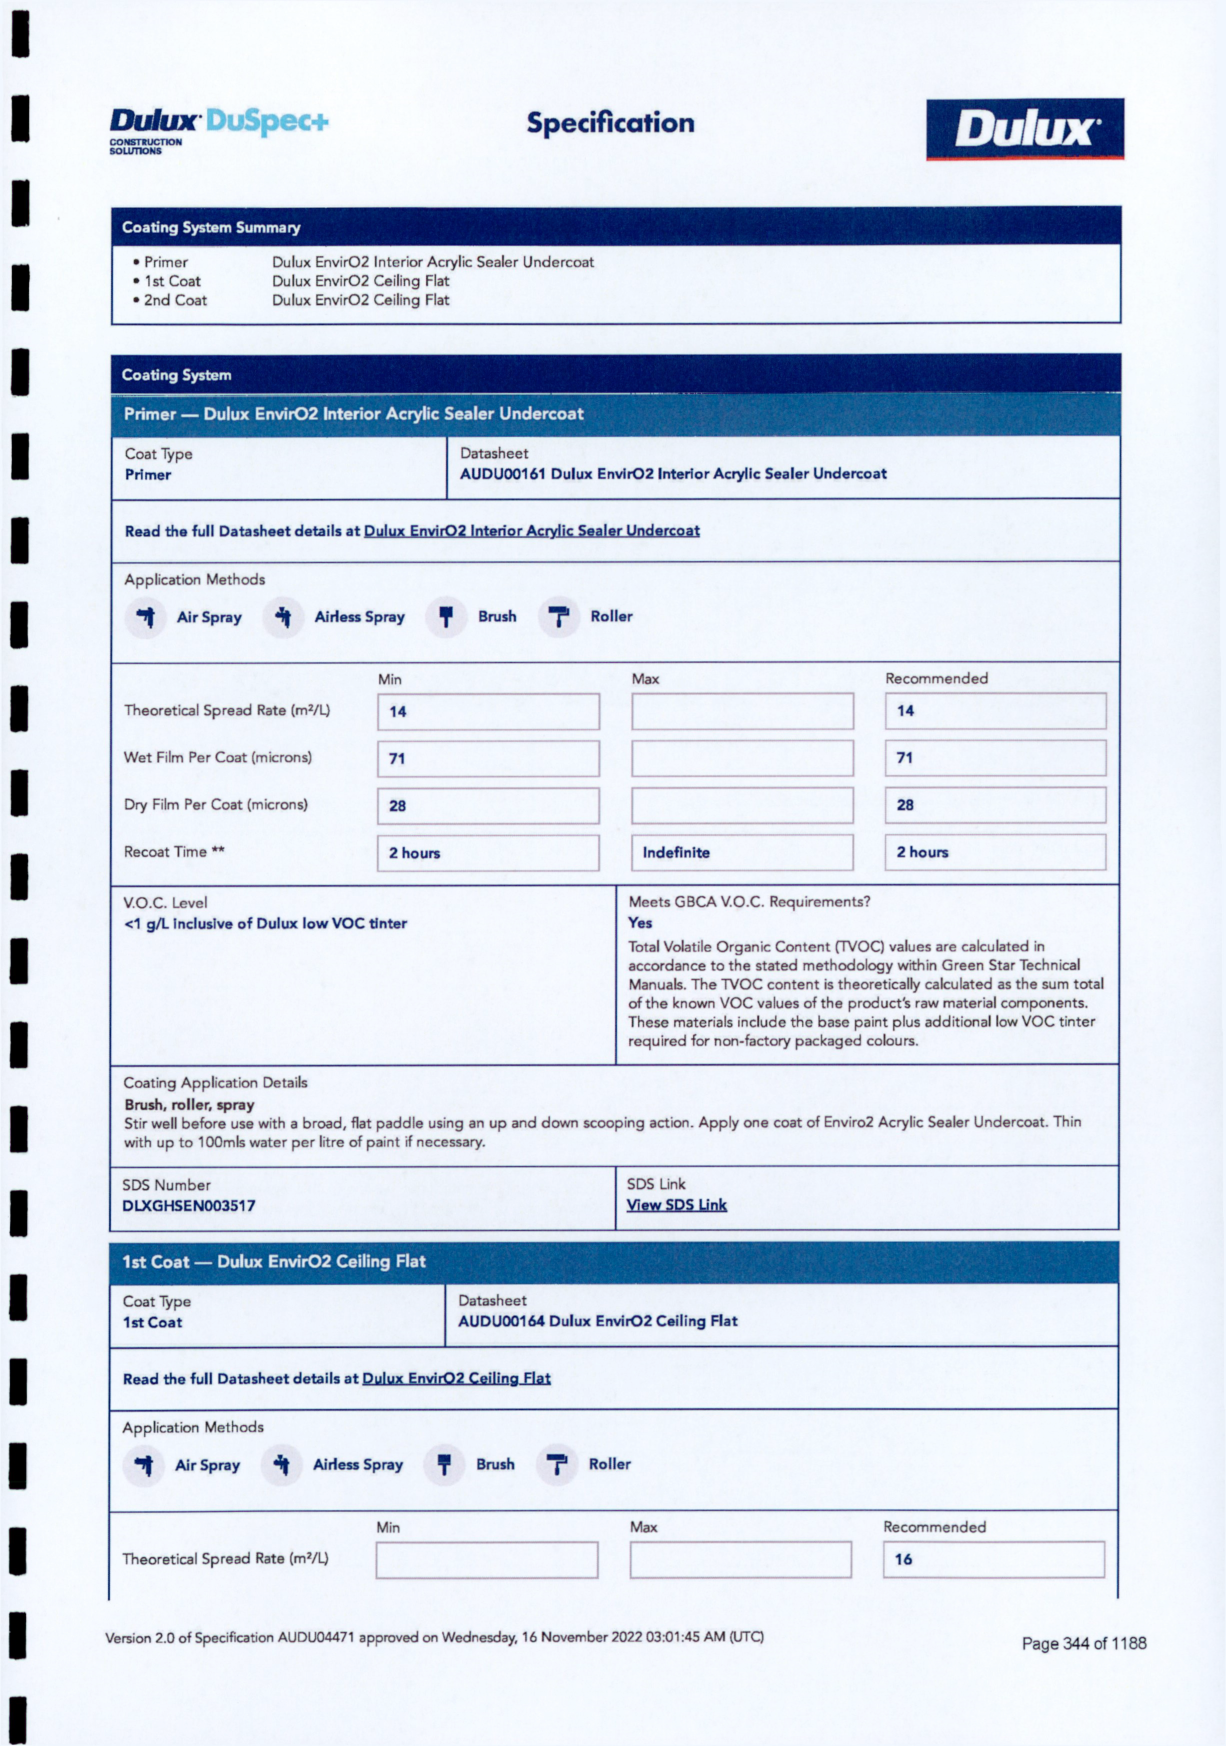 Dulux DuSpec+
CONSTRUCTION
SOLUTIONS
Specification
Dulux
Coating System Summary
• Primer Dulux EnvirO2 Interior Acrylic Sealer Undercoat
• 1st Coat Dulux EnvirO2 Ceiling Flat
• 2nd Coat Dulux EnvirO2 Ceiling Flat
Coating System
Primer — Dulux EnvirO2 Interior Acrylic Sealer Undercoat
Coat Type
Primer
Datasheet
AUDU00161 Dulux EnvirO2 Interior Acrylic Sealer Undercoat
Read the full Datasheet details at Dulux EnvirO2 Interior Acrylic Sealer Undercoat
Application Methods
Air Spray Airless Spray Brush Roller
Min Max Recommended
Theoretical Spread Rate (m²/L) 14 14
Wet Film Per Coat (microns) 71 71
Dry Film Per Coat (microns) 28 28
Recoat Time ** 2 hours Indefinite 2 hours
V.O.C. Level
<1 g/L inclusive of Dulux low VOC tinter
Meets GBCA V.O.C. Requirements?
Yes
Total Volatile Organic Content (TVOC) values are calculated in
accordance to the stated methodology within Green Star Technical
Manuals. The TVOC content is theoretically calculated as the sum total
of the known VOC values of the product's raw material components.
These materials include the base paint plus additional low VOC tinter
required for non-factory packaged colours.
Coating Application Details
Brush, roller, spray
Stir well before use with a broad, flat paddle using an up and down scooping action. Apply one coat of Enviro2 Acrylic Sealer Undercoat. Thin
with up to 100mls water per litre of paint if necessary.
SDS Number
DLXGHSEN003517
SDS Link
View SDS Link
1st Coat — Dulux EnvirO2 Ceiling Flat
Coat Type
1st Coat
Datasheet
AUDU00164 Dulux EnvirO2 Ceiling Flat
Read the full Datasheet details at Dulux EnvirO2 Ceiling Flat
Application Methods
Air Spray Airless Spray Brush Roller
Min Max Recommended
Theoretical Spread Rate (m²/L) 16
Version 2.0 of Specification AUDU04471 approved on Wednesday, 16 November 2022 03:01:45 AM (UTC)
Page 344 of 1188